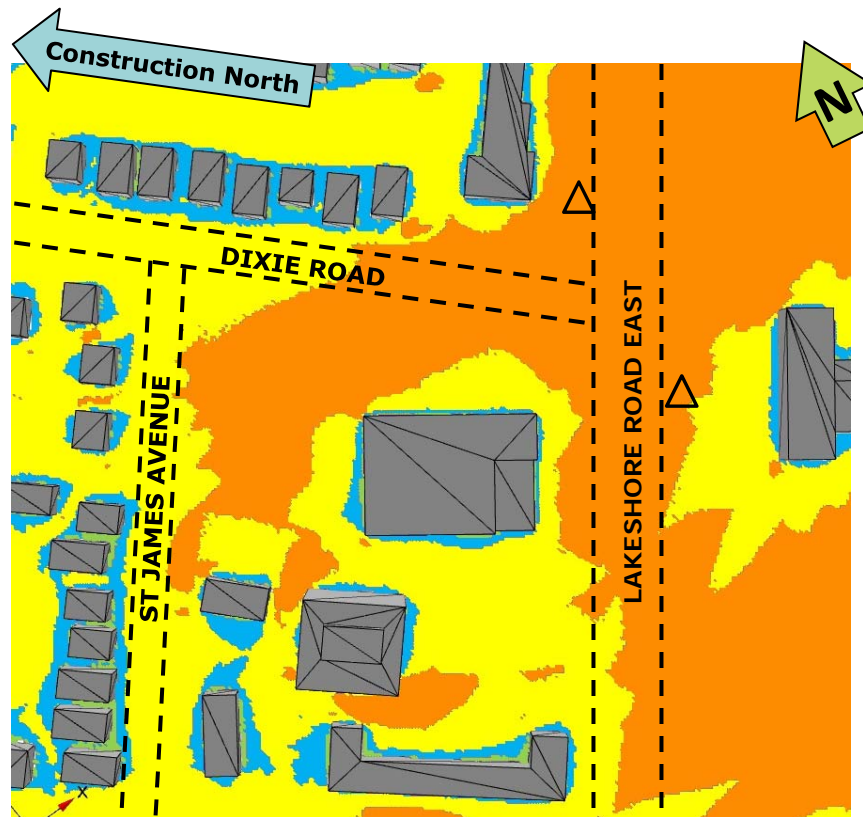 Construction North
N
DIXIE ROAD
ST JAMES AVENUE
LAKESHORE ROAD EAST
X